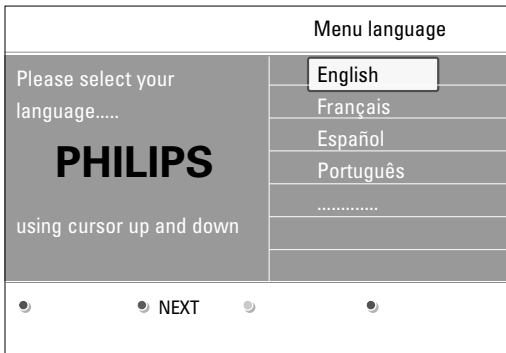 Menu language
Please select your
language.....
PHILIPS
using cursor up and down
English
Français
Español
Português
.............
NEXT